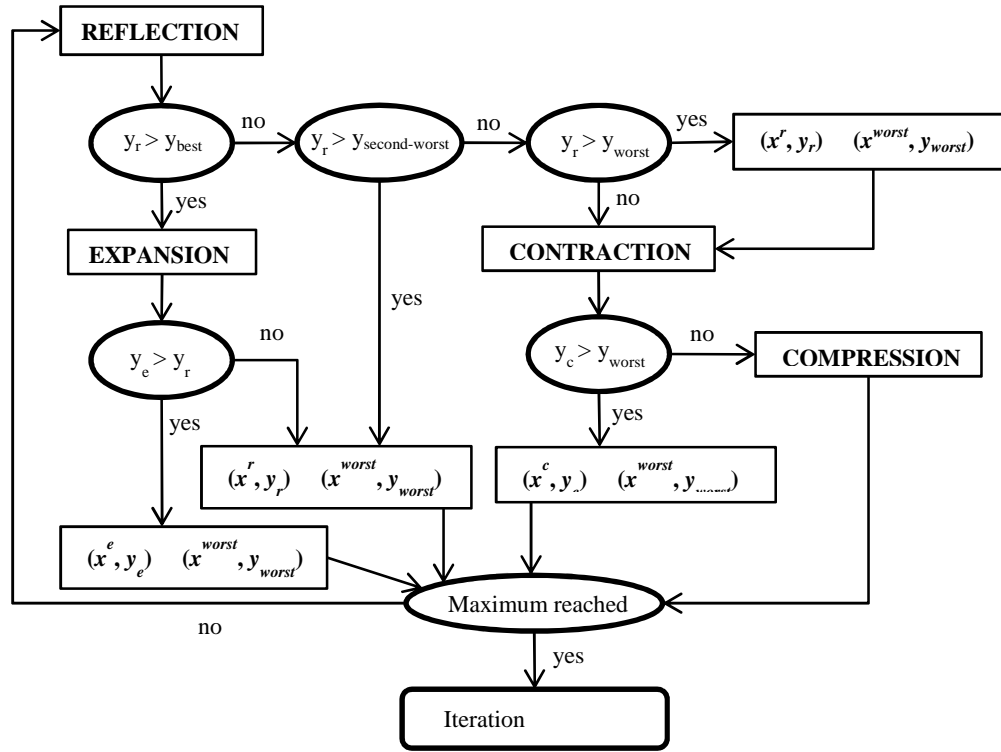 REFLECTION
y_r > y_best
no
y_r > y_second-worst
no
y_r > y_worst
yes
(x^r, y_r) (x^worst, y_worst)
yes
no
EXPANSION
CONTRACTION
yes
y_e > y_r
no
y_c > y_worst
no
COMPRESSION
yes
yes
(x^r, y_r) (x^worst, y_worst)
(x^c, y_c) (x^worst, y_worst)
(x^e, y_e) (x^worst, y_worst)
Maximum reached
no
yes
Iteration